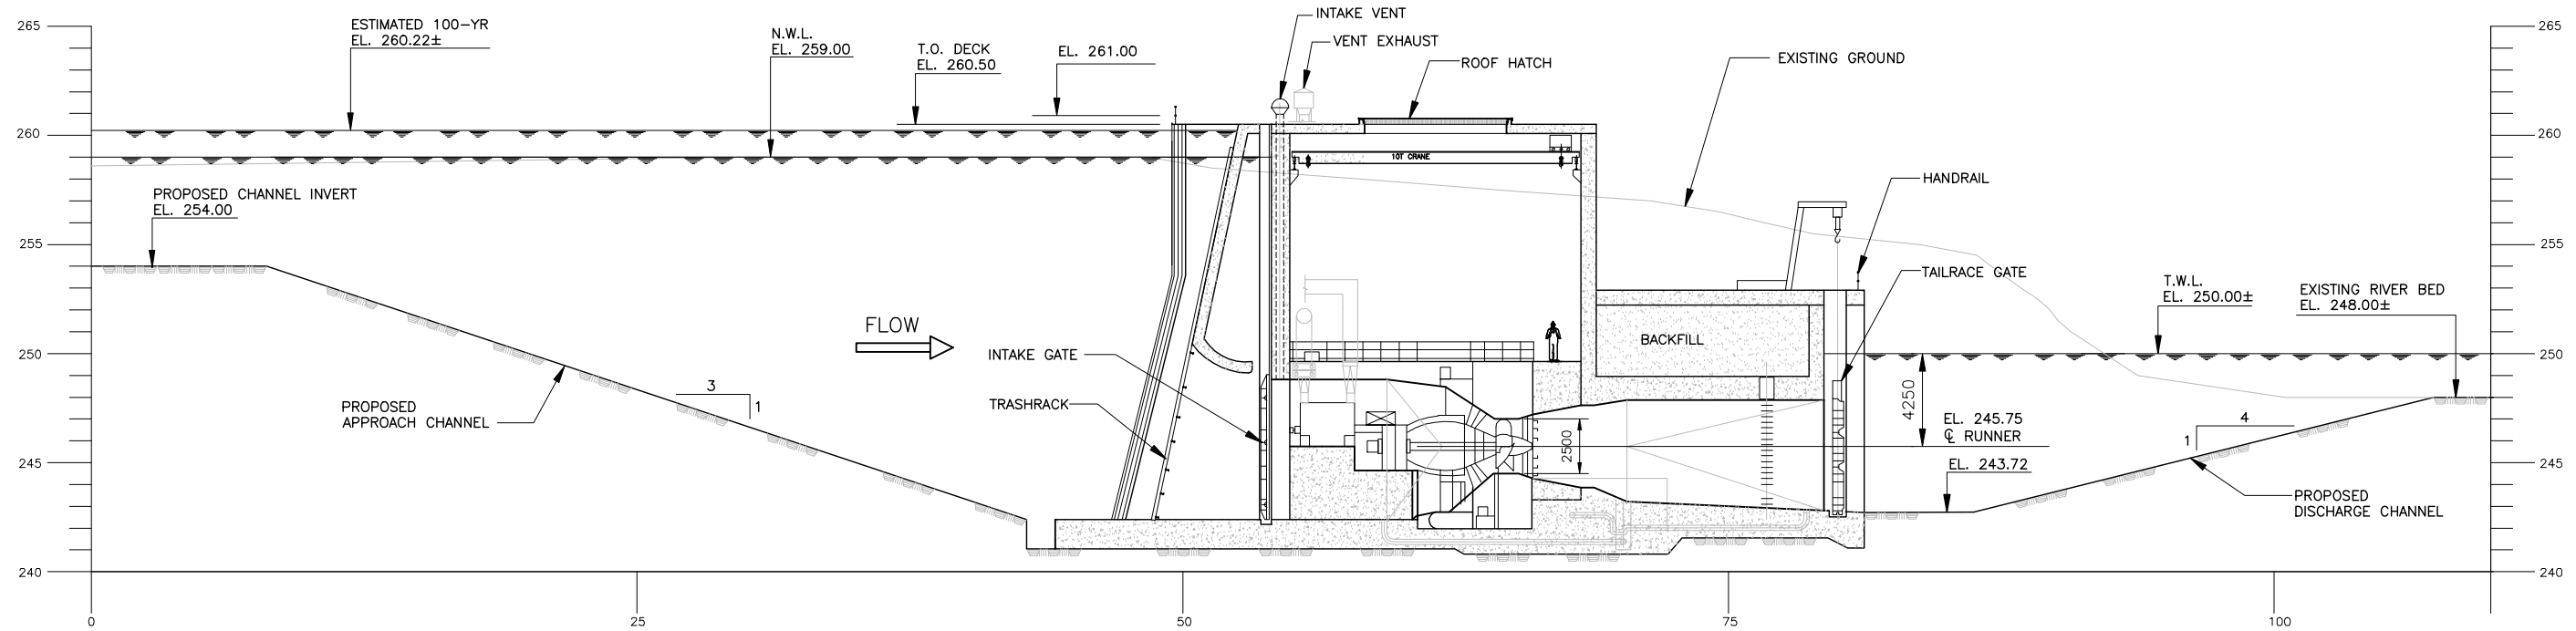 265
ESTIMATED 100-YR
EL. 260.22±
N.W.L.
EL. 259.00
T.O. DECK
EL. 260.50
EL. 261.00
INTAKE VENT
VENT EXHAUST
ROOF HATCH
EXISTING GROUND
265
260
260
10T CRANE
PROPOSED CHANNEL INVERT
EL. 254.00
HANDRAIL
255
255
TAILRACE GATE
T.W.L.
EL. 250.00±
EXISTING RIVER BED
EL. 248.00±
FLOW
INTAKE GATE
BACKFILL
250
250
3
1
TRASHRACK
PROPOSED
APPROACH CHANNEL
4250
EL. 245.75
℄ RUNNER
4
1
2500
245
245
EL. 243.72
PROPOSED
DISCHARGE CHANNEL
240
240
0
25
50
75
100